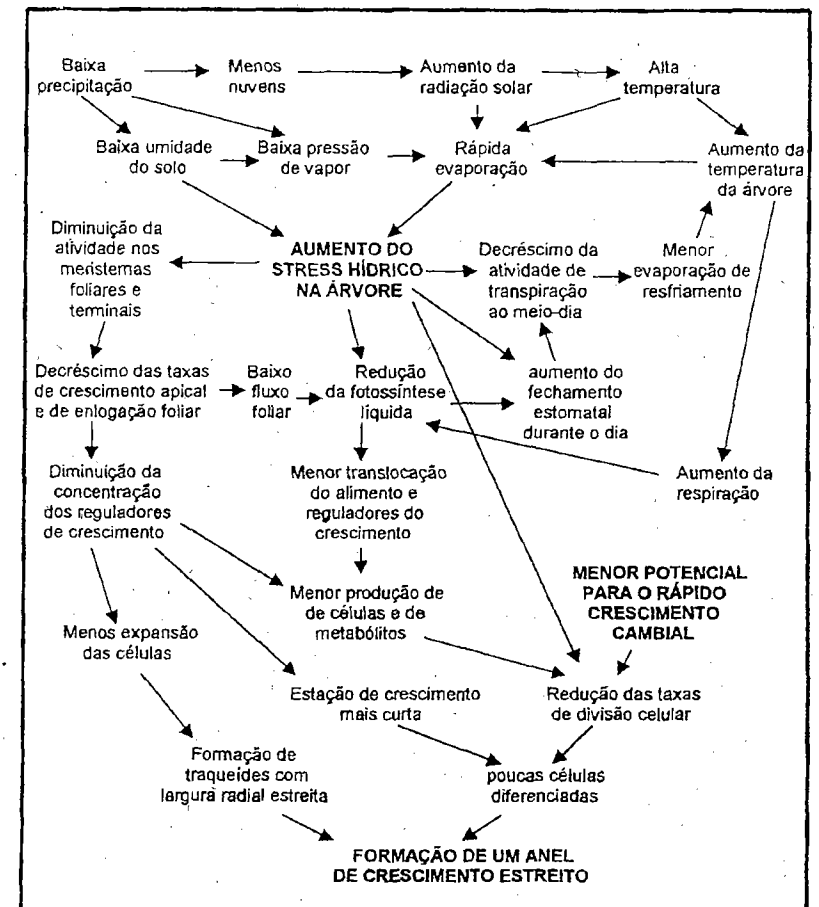 Baixa
precipitação
Menos
nuvens
Aumento da
radiação solar
Alta
temperatura
Baixa umidade
do solo
Baixa pressão
de vapor
Rápida
evaporação
Aumento da
temperatura
da árvore
Diminuição da
atividade nos
meristemas
foliares e
terminais
AUMENTO DO
STRESS HÍDRICO
NA ÁRVORE
Decréscimo da
atividade de
transpiração
ao meio-dia
Menor
evaporação de
resfriamento
Decréscimo das taxas
de crescimento apical
e de enlogação foliar
Baixo
fluxo
foliar
Redução
da fotossíntese
líquida
aumento do
fechamento
estomatal
durante o dia
Diminuição da
concentração
dos reguladores
de crescimento
Menor translocação
do alimento e
reguladores do
crescimento
Aumento da
respiração
Menor produção de
de células e de
metabólitos
MENOR POTENCIAL
PARA O RÁPIDO
CRESCIMENTO
CAMBIAL
Menos expansão
das células
Estação de crescimento
mais curta
Redução das taxas
de divisão celular
Formação de
traqueídes com
largura radial estreita
poucas células
diferenciadas
FORMAÇÃO DE UM ANEL
DE CRESCIMENTO ESTREITO